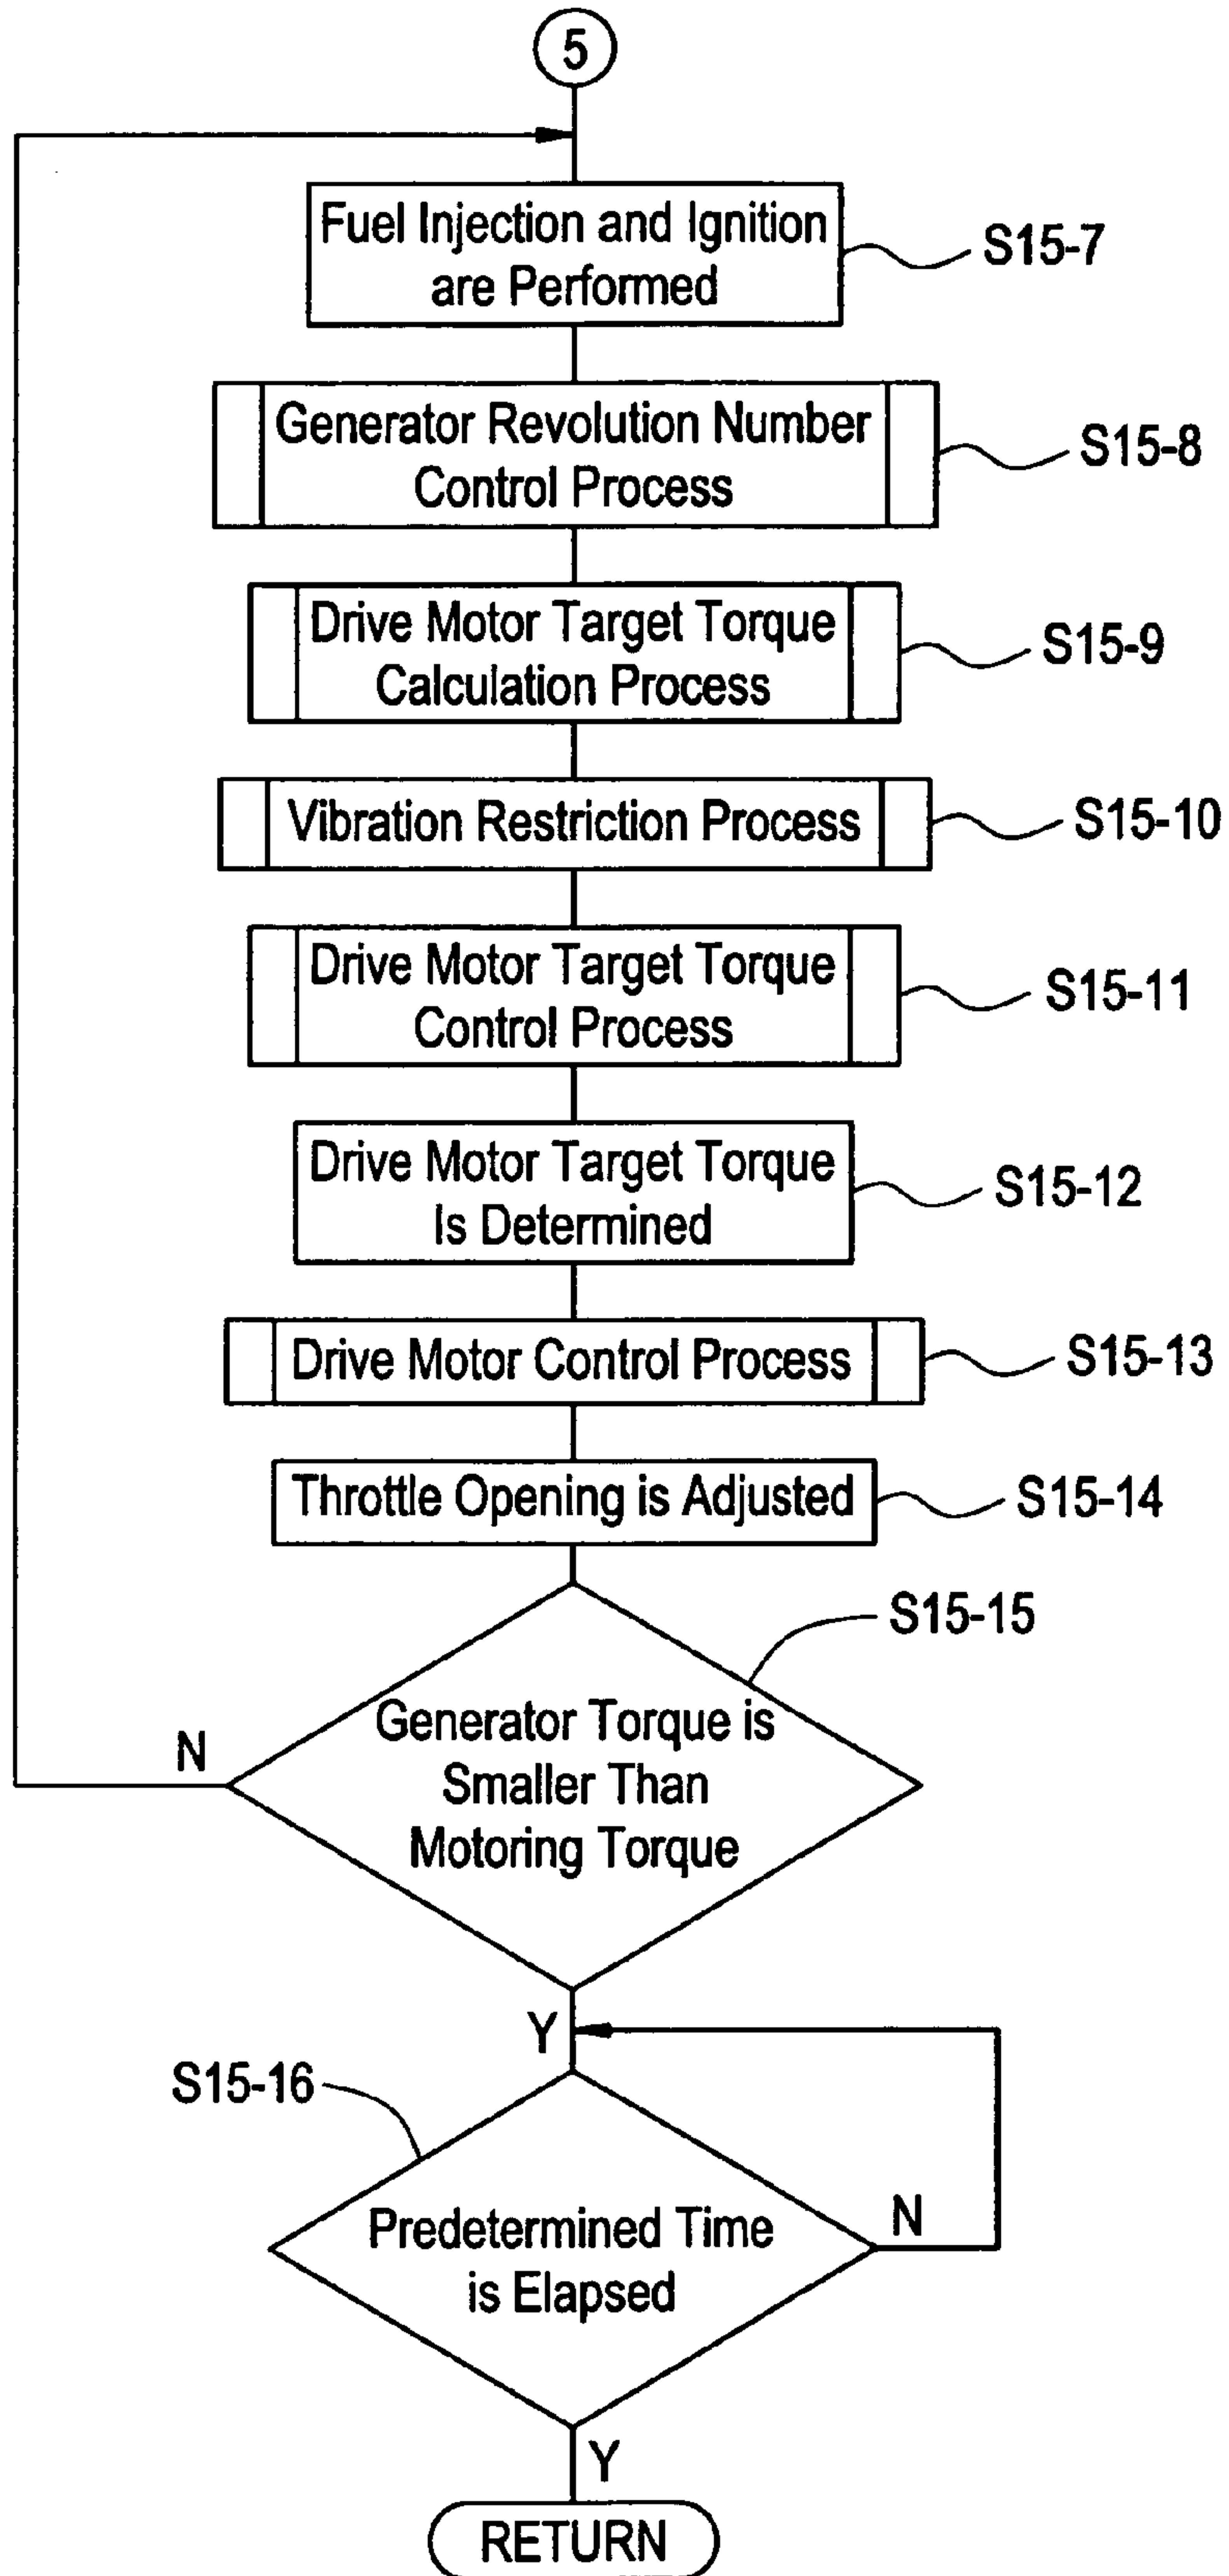 5
Fuel Injection and Ignition
are Performed
S15-7
Generator Revolution Number
Control Process
S15-8
Drive Motor Target Torque
Calculation Process
S15-9
Vibration Restriction Process
S15-10
Drive Motor Target Torque
Control Process
S15-11
Drive Motor Target Torque
Is Determined
S15-12
Drive Motor Control Process
S15-13
Throttle Opening is Adjusted
S15-14
S15-15
Generator Torque is
Smaller Than
Motoring Torque
N
Y
S15-16
Predetermined Time
is Elapsed
N
Y
RETURN